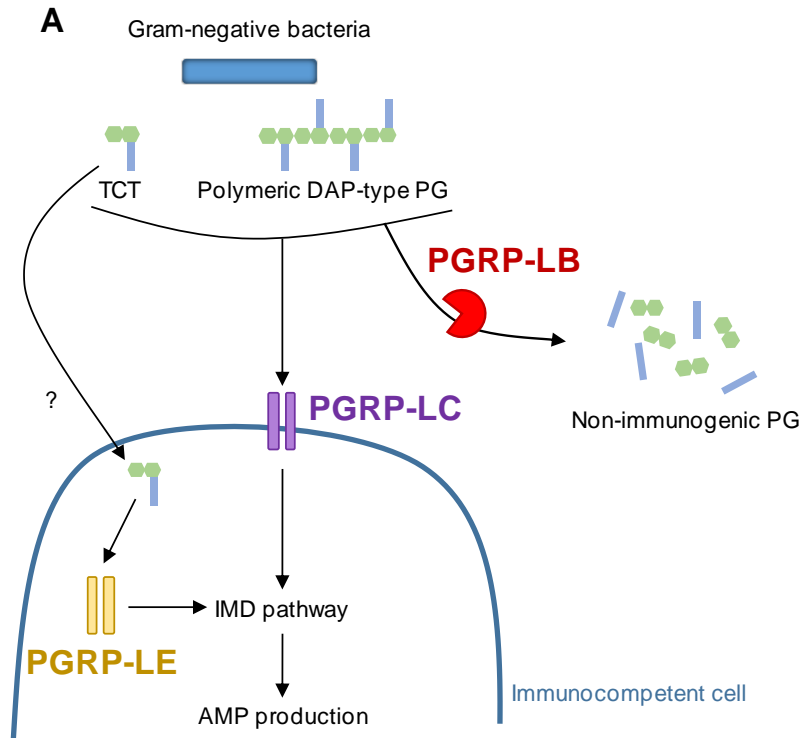 A
Gram-negative bacteria
TCT
Polymeric DAP-type PG
PGRP-LB
?
PGRP-LC
Non-immunogenic PG
IMD pathway
PGRP-LE
Immunocompetent cell
AMP production